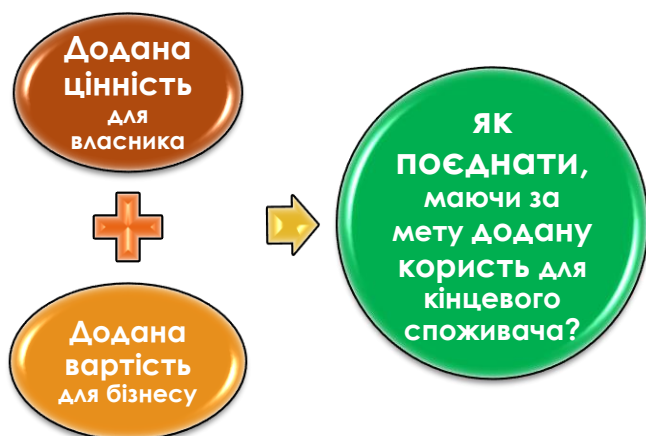 Додана
цінність
для
власника
Додана
вартість
для бізнесу
як
поєднати,
маючи за
мету додану
користь для
кінцевого
споживача?